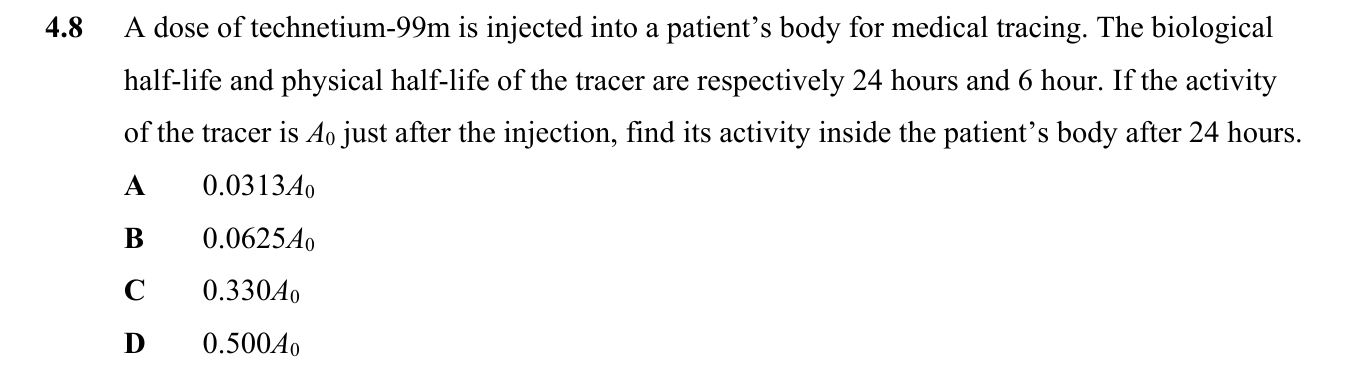 4.8 A dose of technetium-99m is injected into a patient’s body for medical tracing. The biological
half-life and physical half-life of the tracer are respectively 24 hours and 6 hour. If the activity
of the tracer is A₀ just after the injection, find its activity inside the patient’s body after 24 hours.
A 0.0313A₀
B 0.0625A₀
C 0.330A₀
D 0.500A₀